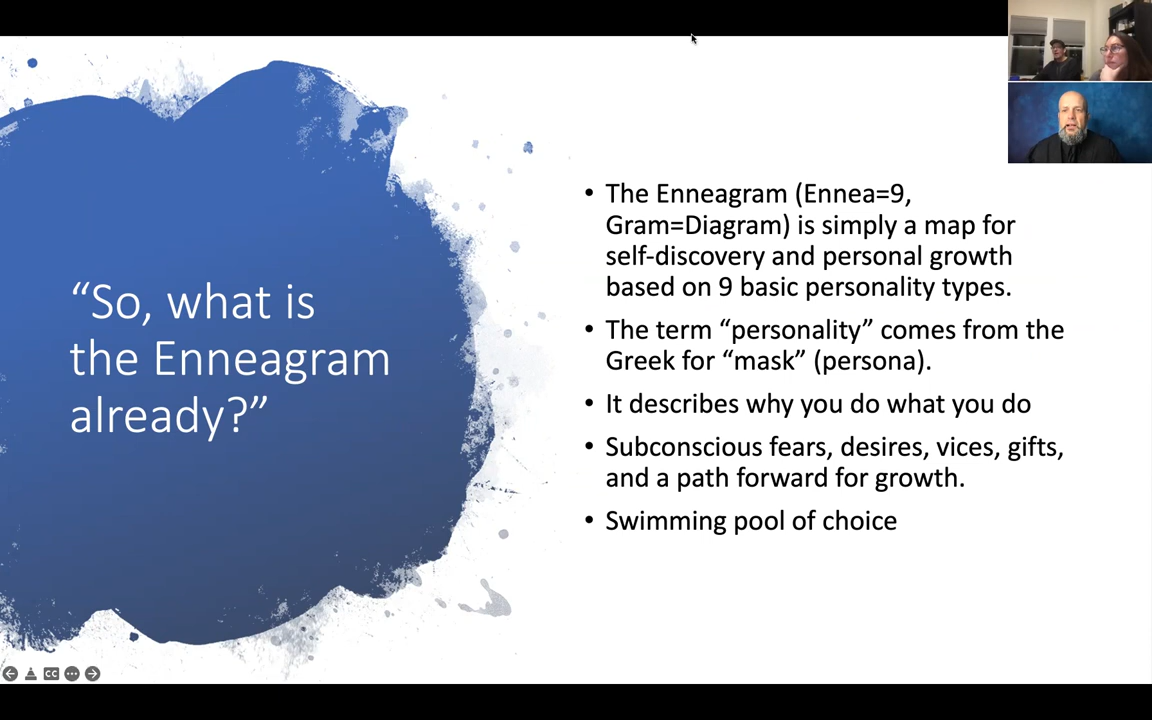 “So, what is
the Enneagram
already?”
• The Enneagram (Ennea=9,
Gram=Diagram) is simply a map for
self-discovery and personal growth
based on 9 basic personality types.
• The term “personality” comes from the
Greek for “mask” (persona).
• It describes why you do what you do
• Subconscious fears, desires, vices, gifts,
and a path forward for growth.
• Swimming pool of choice
CC